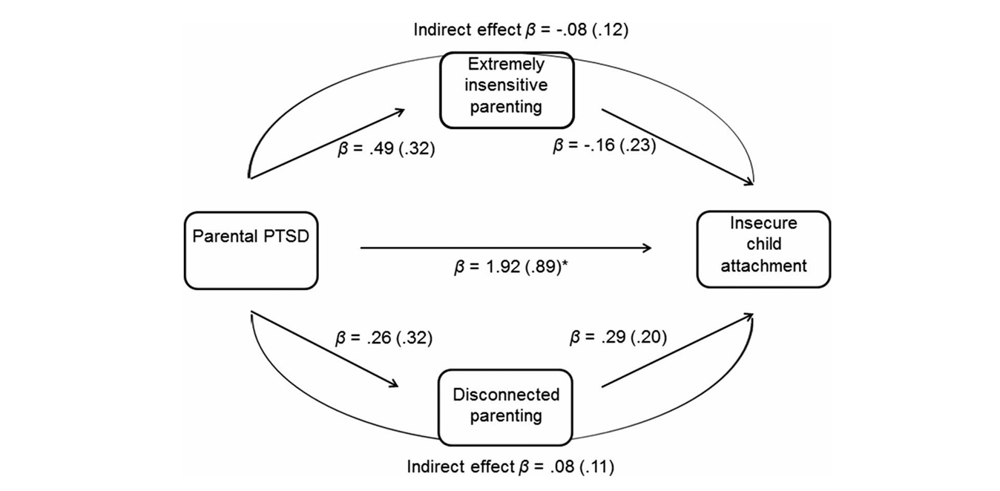 Indirect effect β = -.08 (.12)
Extremely
insensitive
parenting
β = .49 (.32)
β = -.16 (.23)
Parental PTSD
Insecure
child
attachment
β = 1.92 (.89)*
β = .26 (.32)
β = .29 (.20)
Disconnected
parenting
Indirect effect β = .08 (.11)